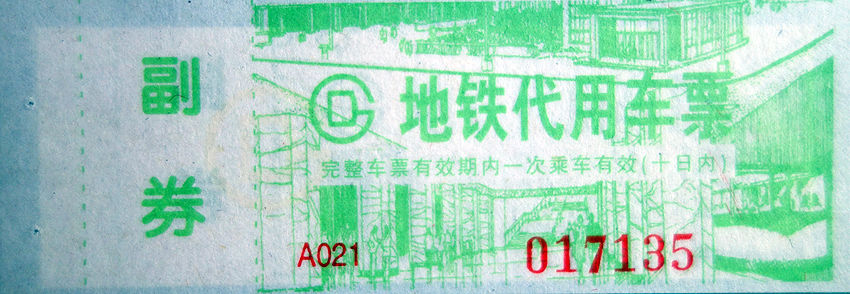 副券
地铁代用车票
完整车票有效期内一次乘车有效(十日内)
A021
017135